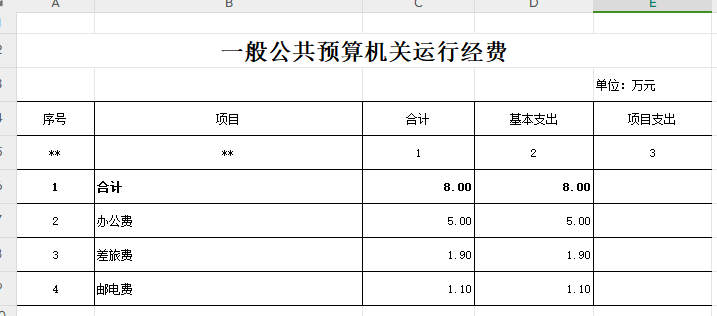 A B C D E
一般公共预算机关运行经费
单位：万元
序号 项目 合计 基本支出 项目支出
** ** 1 2 3
1 合计 8.00 8.00
2 办公费 5.00 5.00
3 差旅费 1.90 1.90
4 邮电费 1.10 1.10